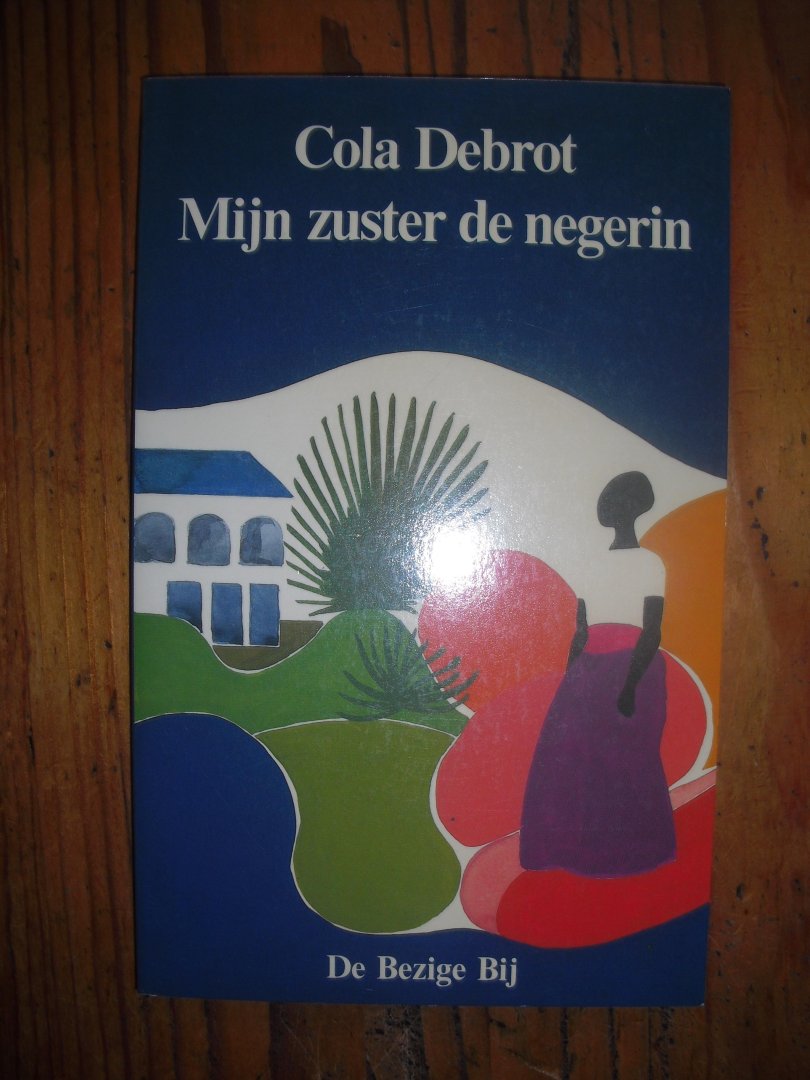 Cola Debrot
Mijn zuster de negerin
De Bezige Bij